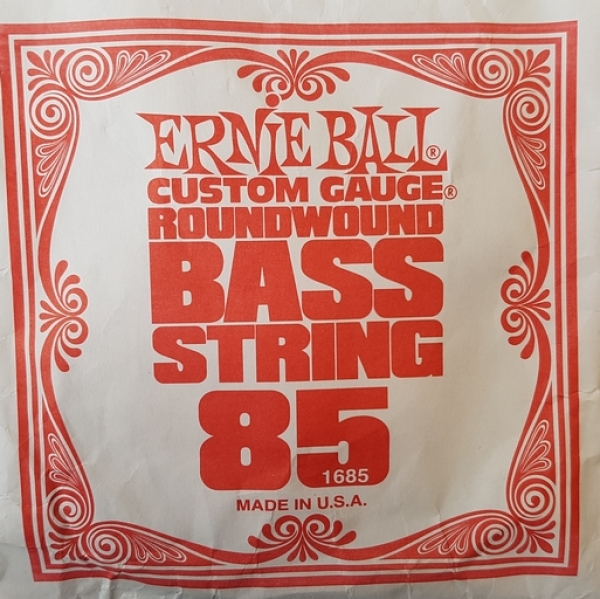 ERNiE BALL®
CUSTOM GAUGE®
ROUNDWOUND
BASS
STRING
85
1685
MADE IN U.S.A.